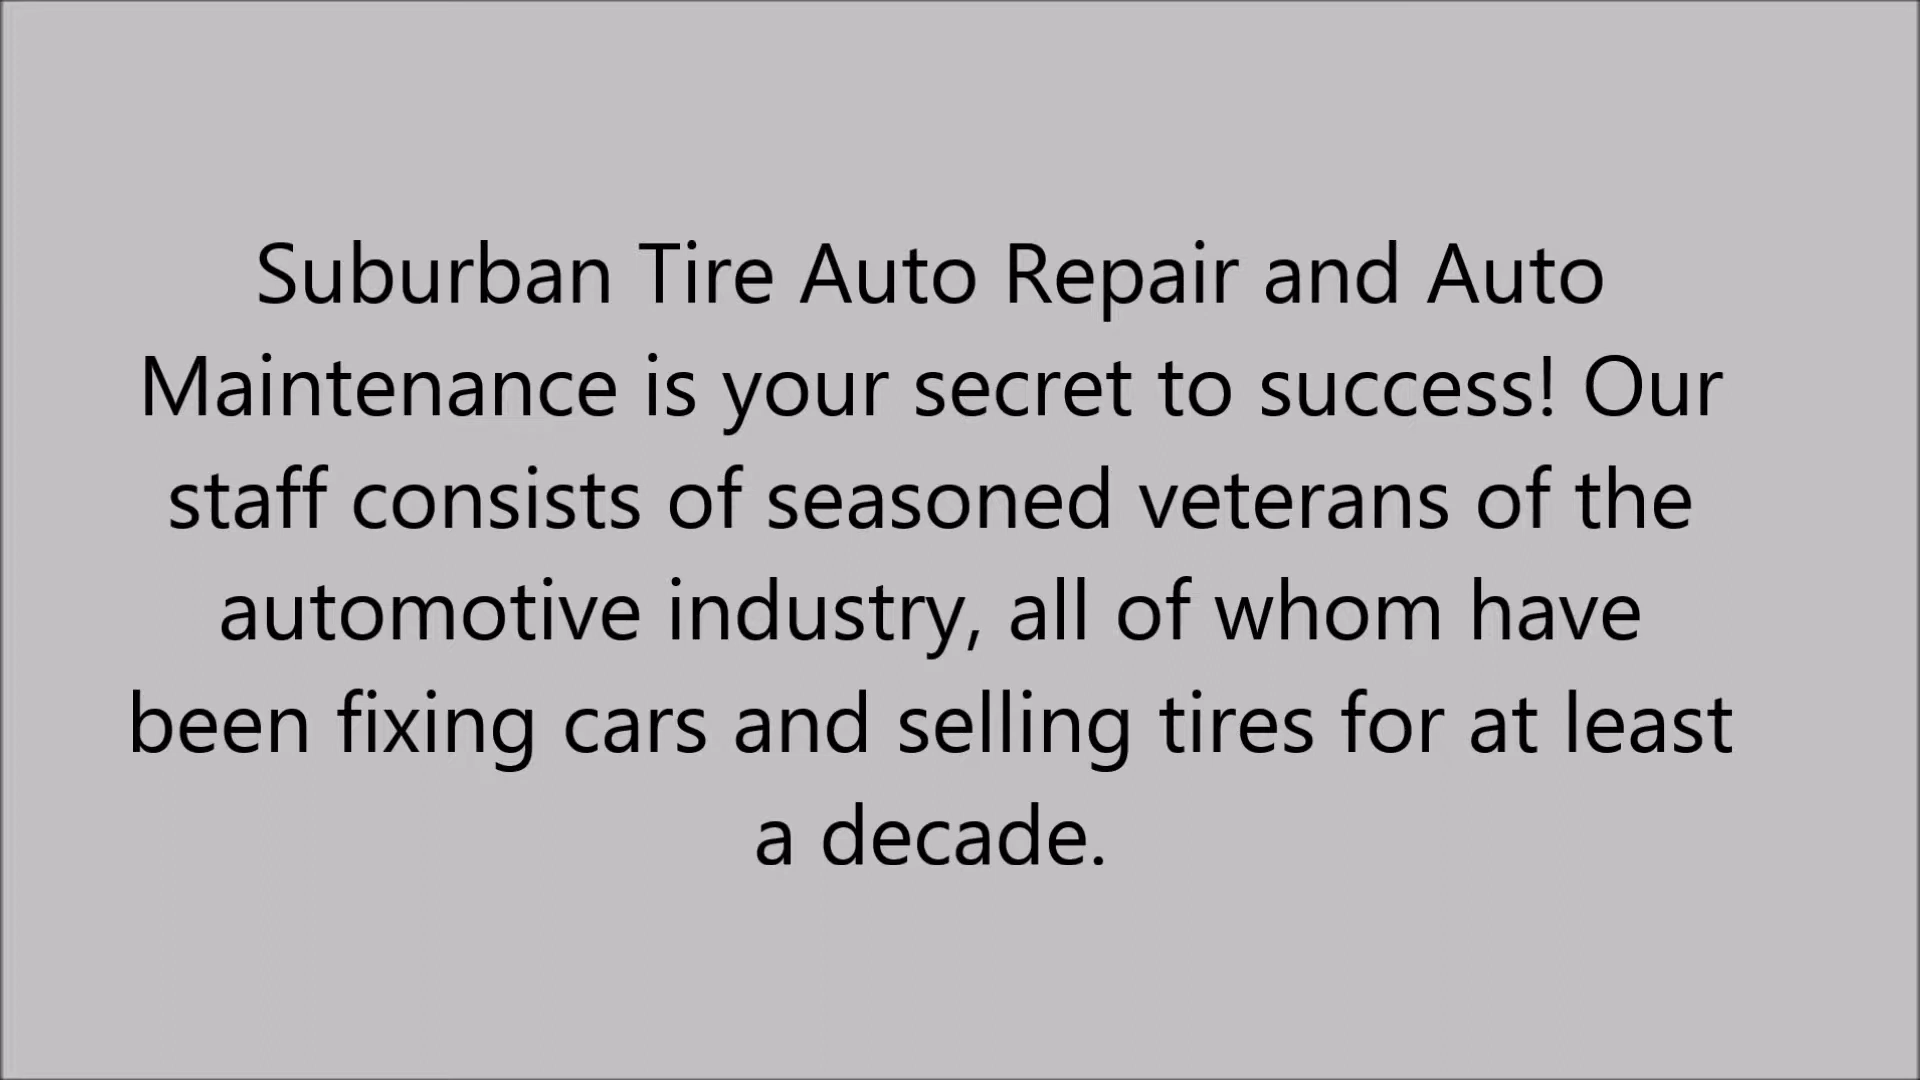 Suburban Tire Auto Repair and Auto
Maintenance is your secret to success! Our
staff consists of seasoned veterans of the
automotive industry, all of whom have
been fixing cars and selling tires for at least
a decade.